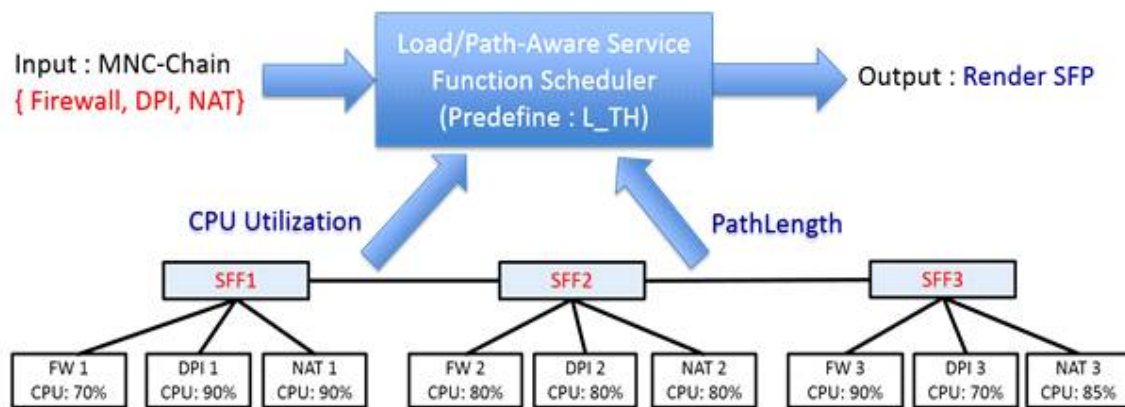 Input : MNC-Chain
{ Firewall, DPI, NAT}
Load/Path-Aware Service
Function Scheduler
(Predefine : L_TH)
Output : Render SFP
CPU Utilization
PathLength
SFF1
SFF2
SFF3
FW 1
CPU: 70%
DPI 1
CPU: 90%
NAT 1
CPU: 90%
FW 2
CPU: 80%
DPI 2
CPU: 80%
NAT 2
CPU: 80%
FW 3
CPU: 90%
DPI 3
CPU: 70%
NAT 3
CPU: 85%